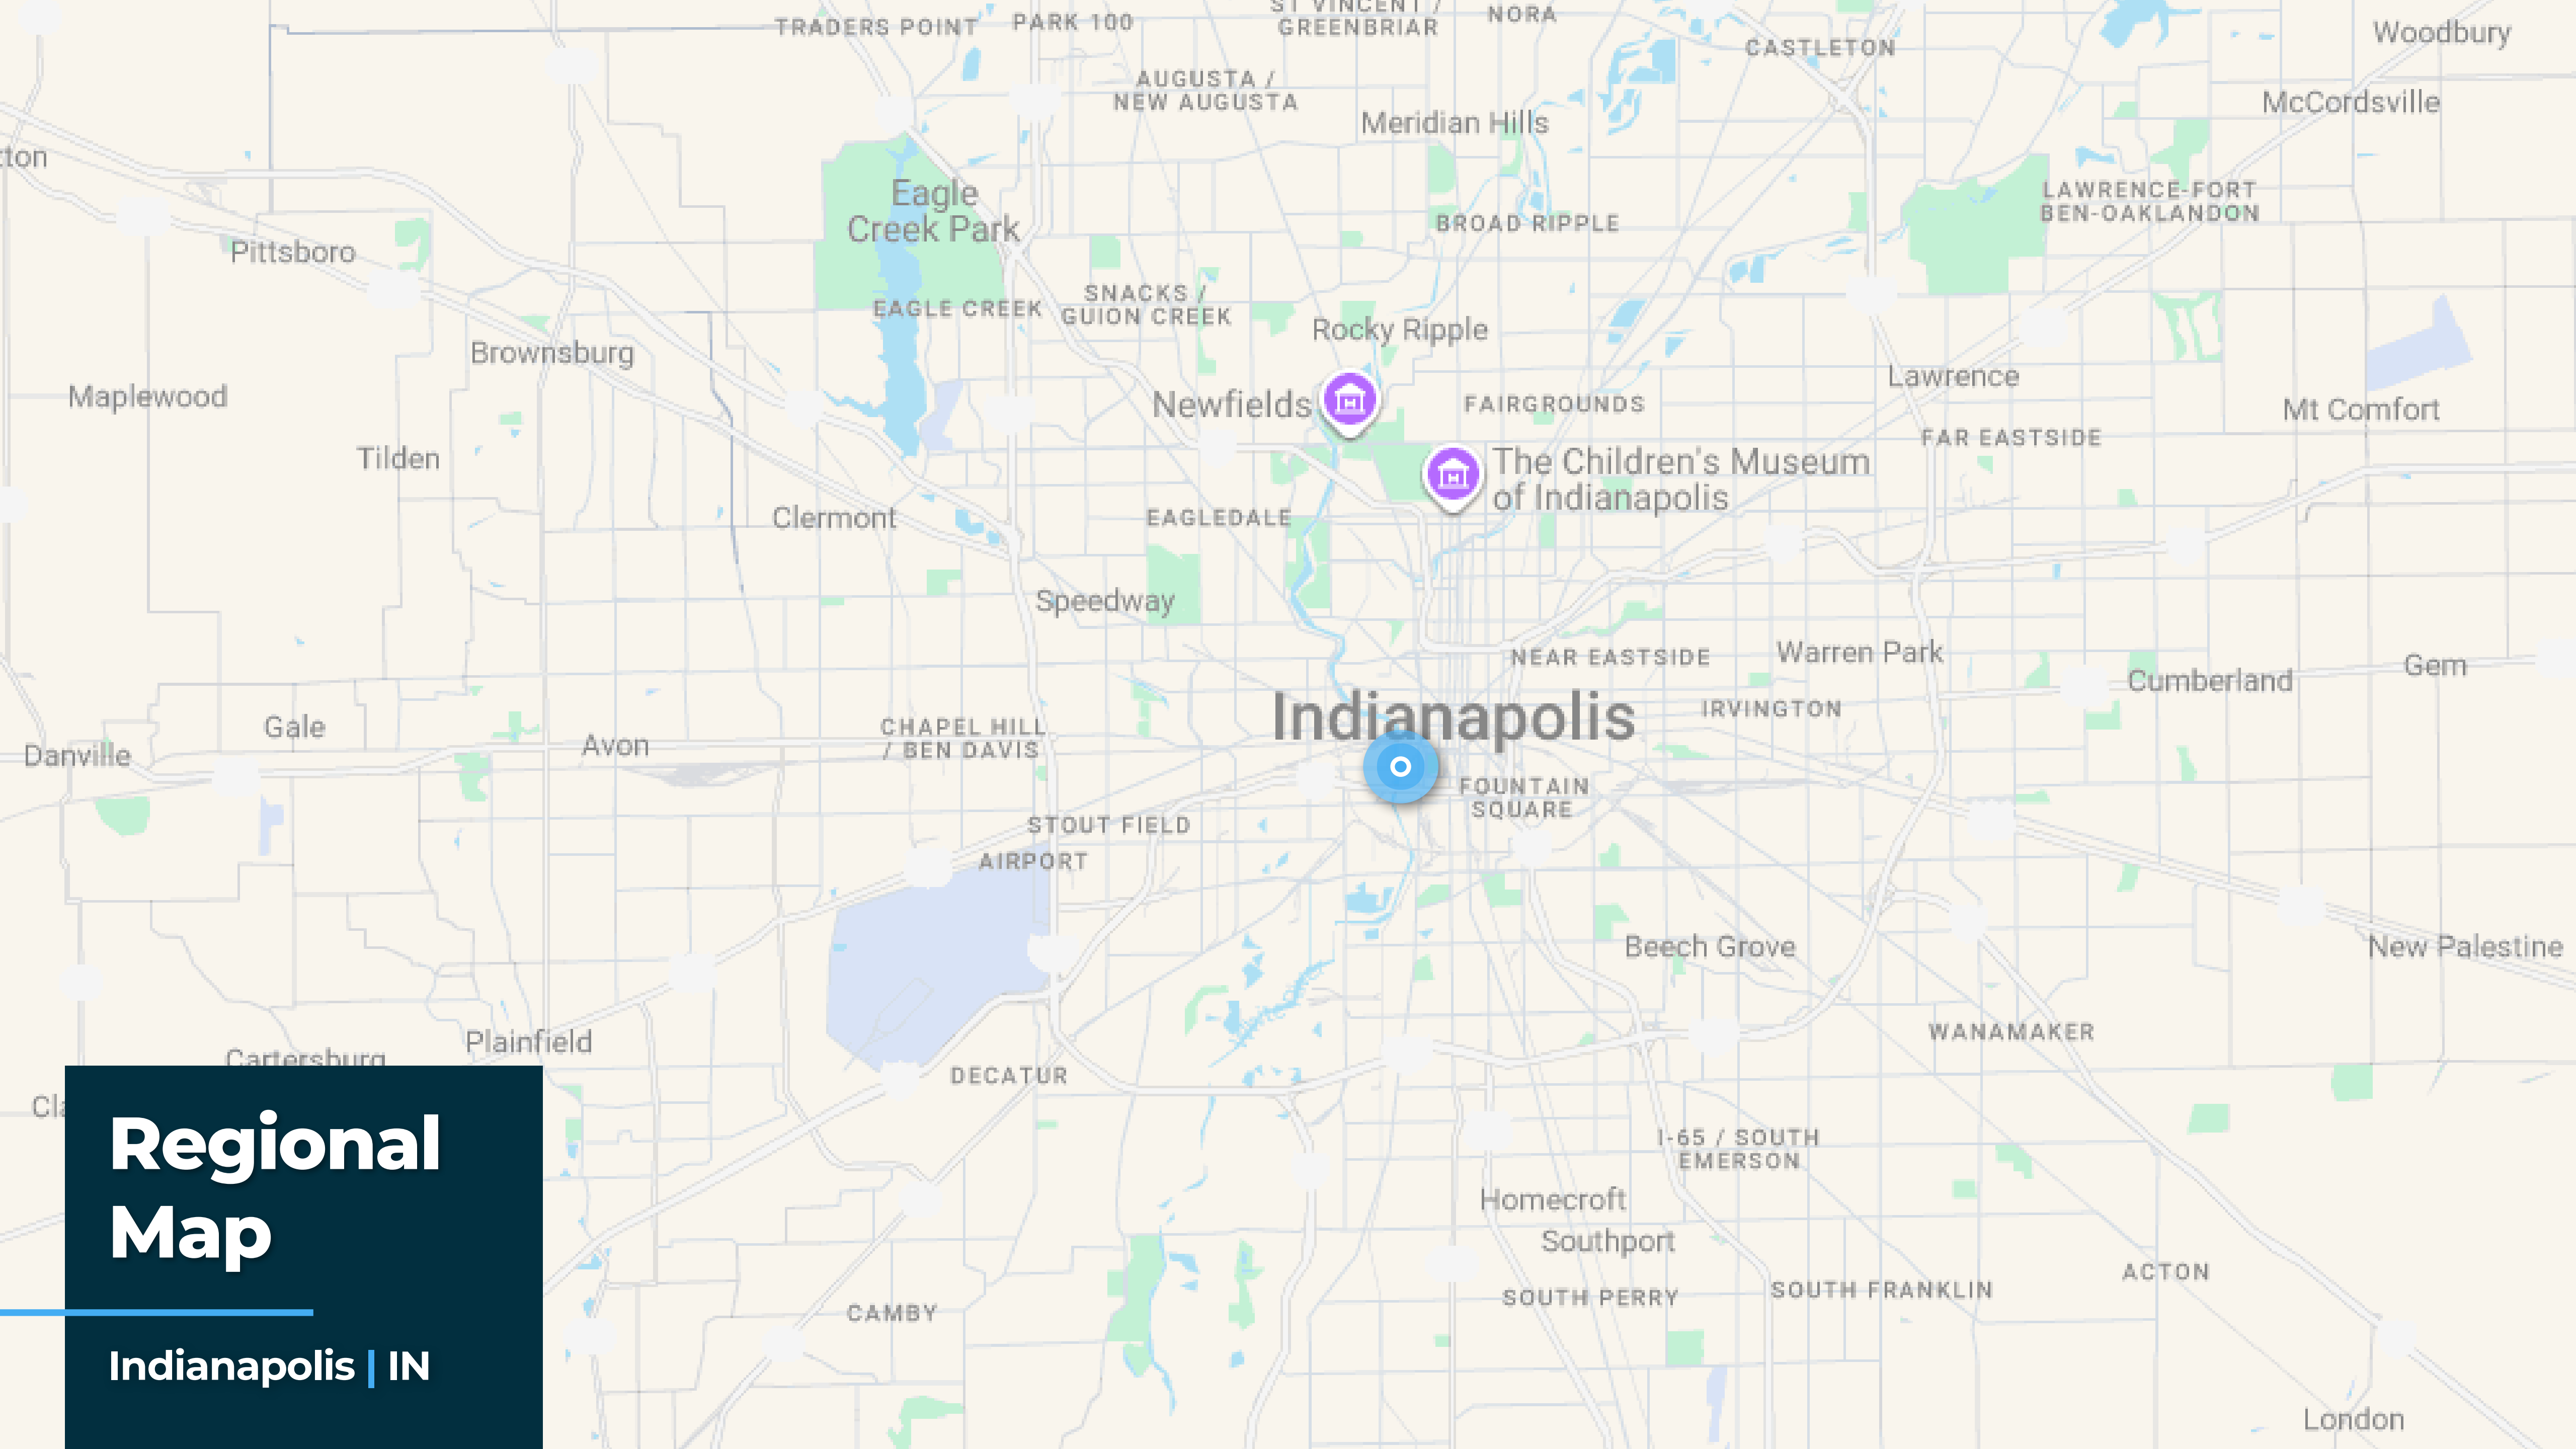 ST VINCENT /
GREENBRIAR
NORA
TRADERS POINT
PARK 100
Woodbury
CASTLETON
AUGUSTA /
NEW AUGUSTA
McCordsville
Meridian Hills
tton
Eagle
Creek Park
LAWRENCE-FORT
BEN-OAKLANDON
BROAD RIPPLE
Pittsboro
EAGLE CREEK
SNACKS /
GUION CREEK
Rocky Ripple
Brownsburg
Lawrence
Maplewood
Newfields
FAIRGROUNDS
Mt Comfort
FAR EASTSIDE
Tilden
The Children's Museum
of Indianapolis
Clermont
EAGLEDALE
Speedway
NEAR EASTSIDE
Warren Park
Gem
Cumberland
Indianapolis
IRVINGTON
Gale
CHAPEL HILL
/ BEN DAVIS
Avon
Danville
FOUNTAIN
SQUARE
STOUT FIELD
AIRPORT
Beech Grove
New Palestine
WANAMAKER
Plainfield
Cartersburg
DECATUR
Cla
I-65 / SOUTH
EMERSON
Homecroft
Southport
ACTON
SOUTH FRANKLIN
SOUTH PERRY
CAMBY
London
Regional
Map
Indianapolis | IN